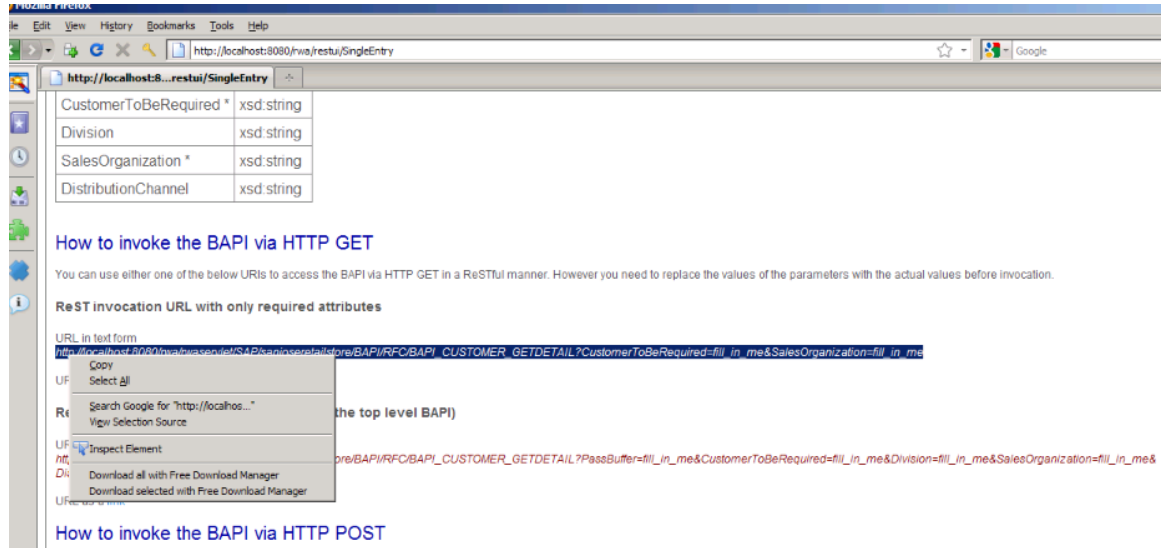 Mozilla Firefox
Edit View History Bookmarks Tools Help
http://localhost:8080/rwa/restui/SingleEntry
Google
http://localhost:8...restui/SingleEntry
CustomerToBeRequired * xsd:string
Division xsd:string
SalesOrganization * xsd:string
DistributionChannel xsd:string
How to invoke the BAPI via HTTP GET
You can use either one of the below URIs to access the BAPI via HTTP GET in a ReSTful manner. However you need to replace the values of the parameters with the actual values before invocation.
ReST invocation URL with only required attributes
URL in text form
http://localhost:8080/rwa/rwaservlet/SAP/sanjoseretailstore/BAPI/RFC/BAPI_CUSTOMER_GETDETAIL?CustomerToBeRequired=fill_in_me&SalesOrganization=fill_in_me
Copy
Select All
Search Google for "http://localhos..."
View Selection Source
Inspect Element
Download all with Free Download Manager
Download selected with Free Download Manager
the top level BAPI)
ore/BAPI/RFC/BAPI_CUSTOMER_GETDETAIL?PassBuffer=fill_in_me&CustomerToBeRequired=fill_in_me&Division=fill_in_me&SalesOrganization=fill_in_me&
How to invoke the BAPI via HTTP POST